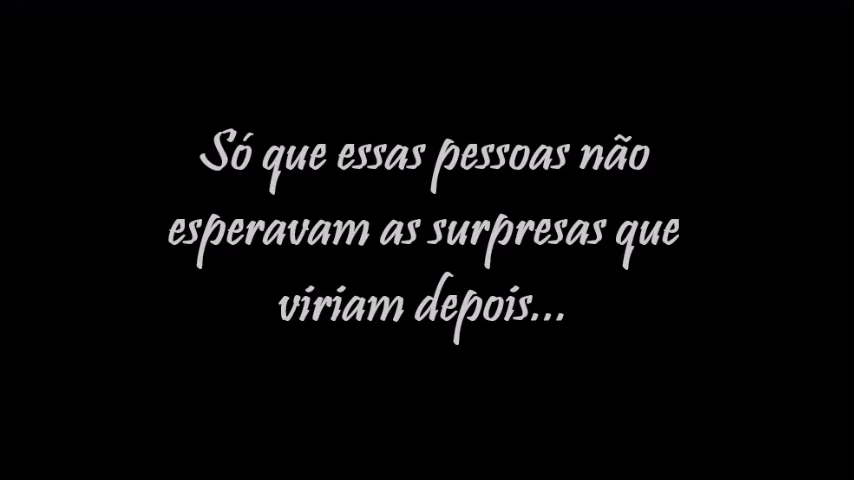 Só que essas pessoas não
esperavam as surpresas que
viriam depois...